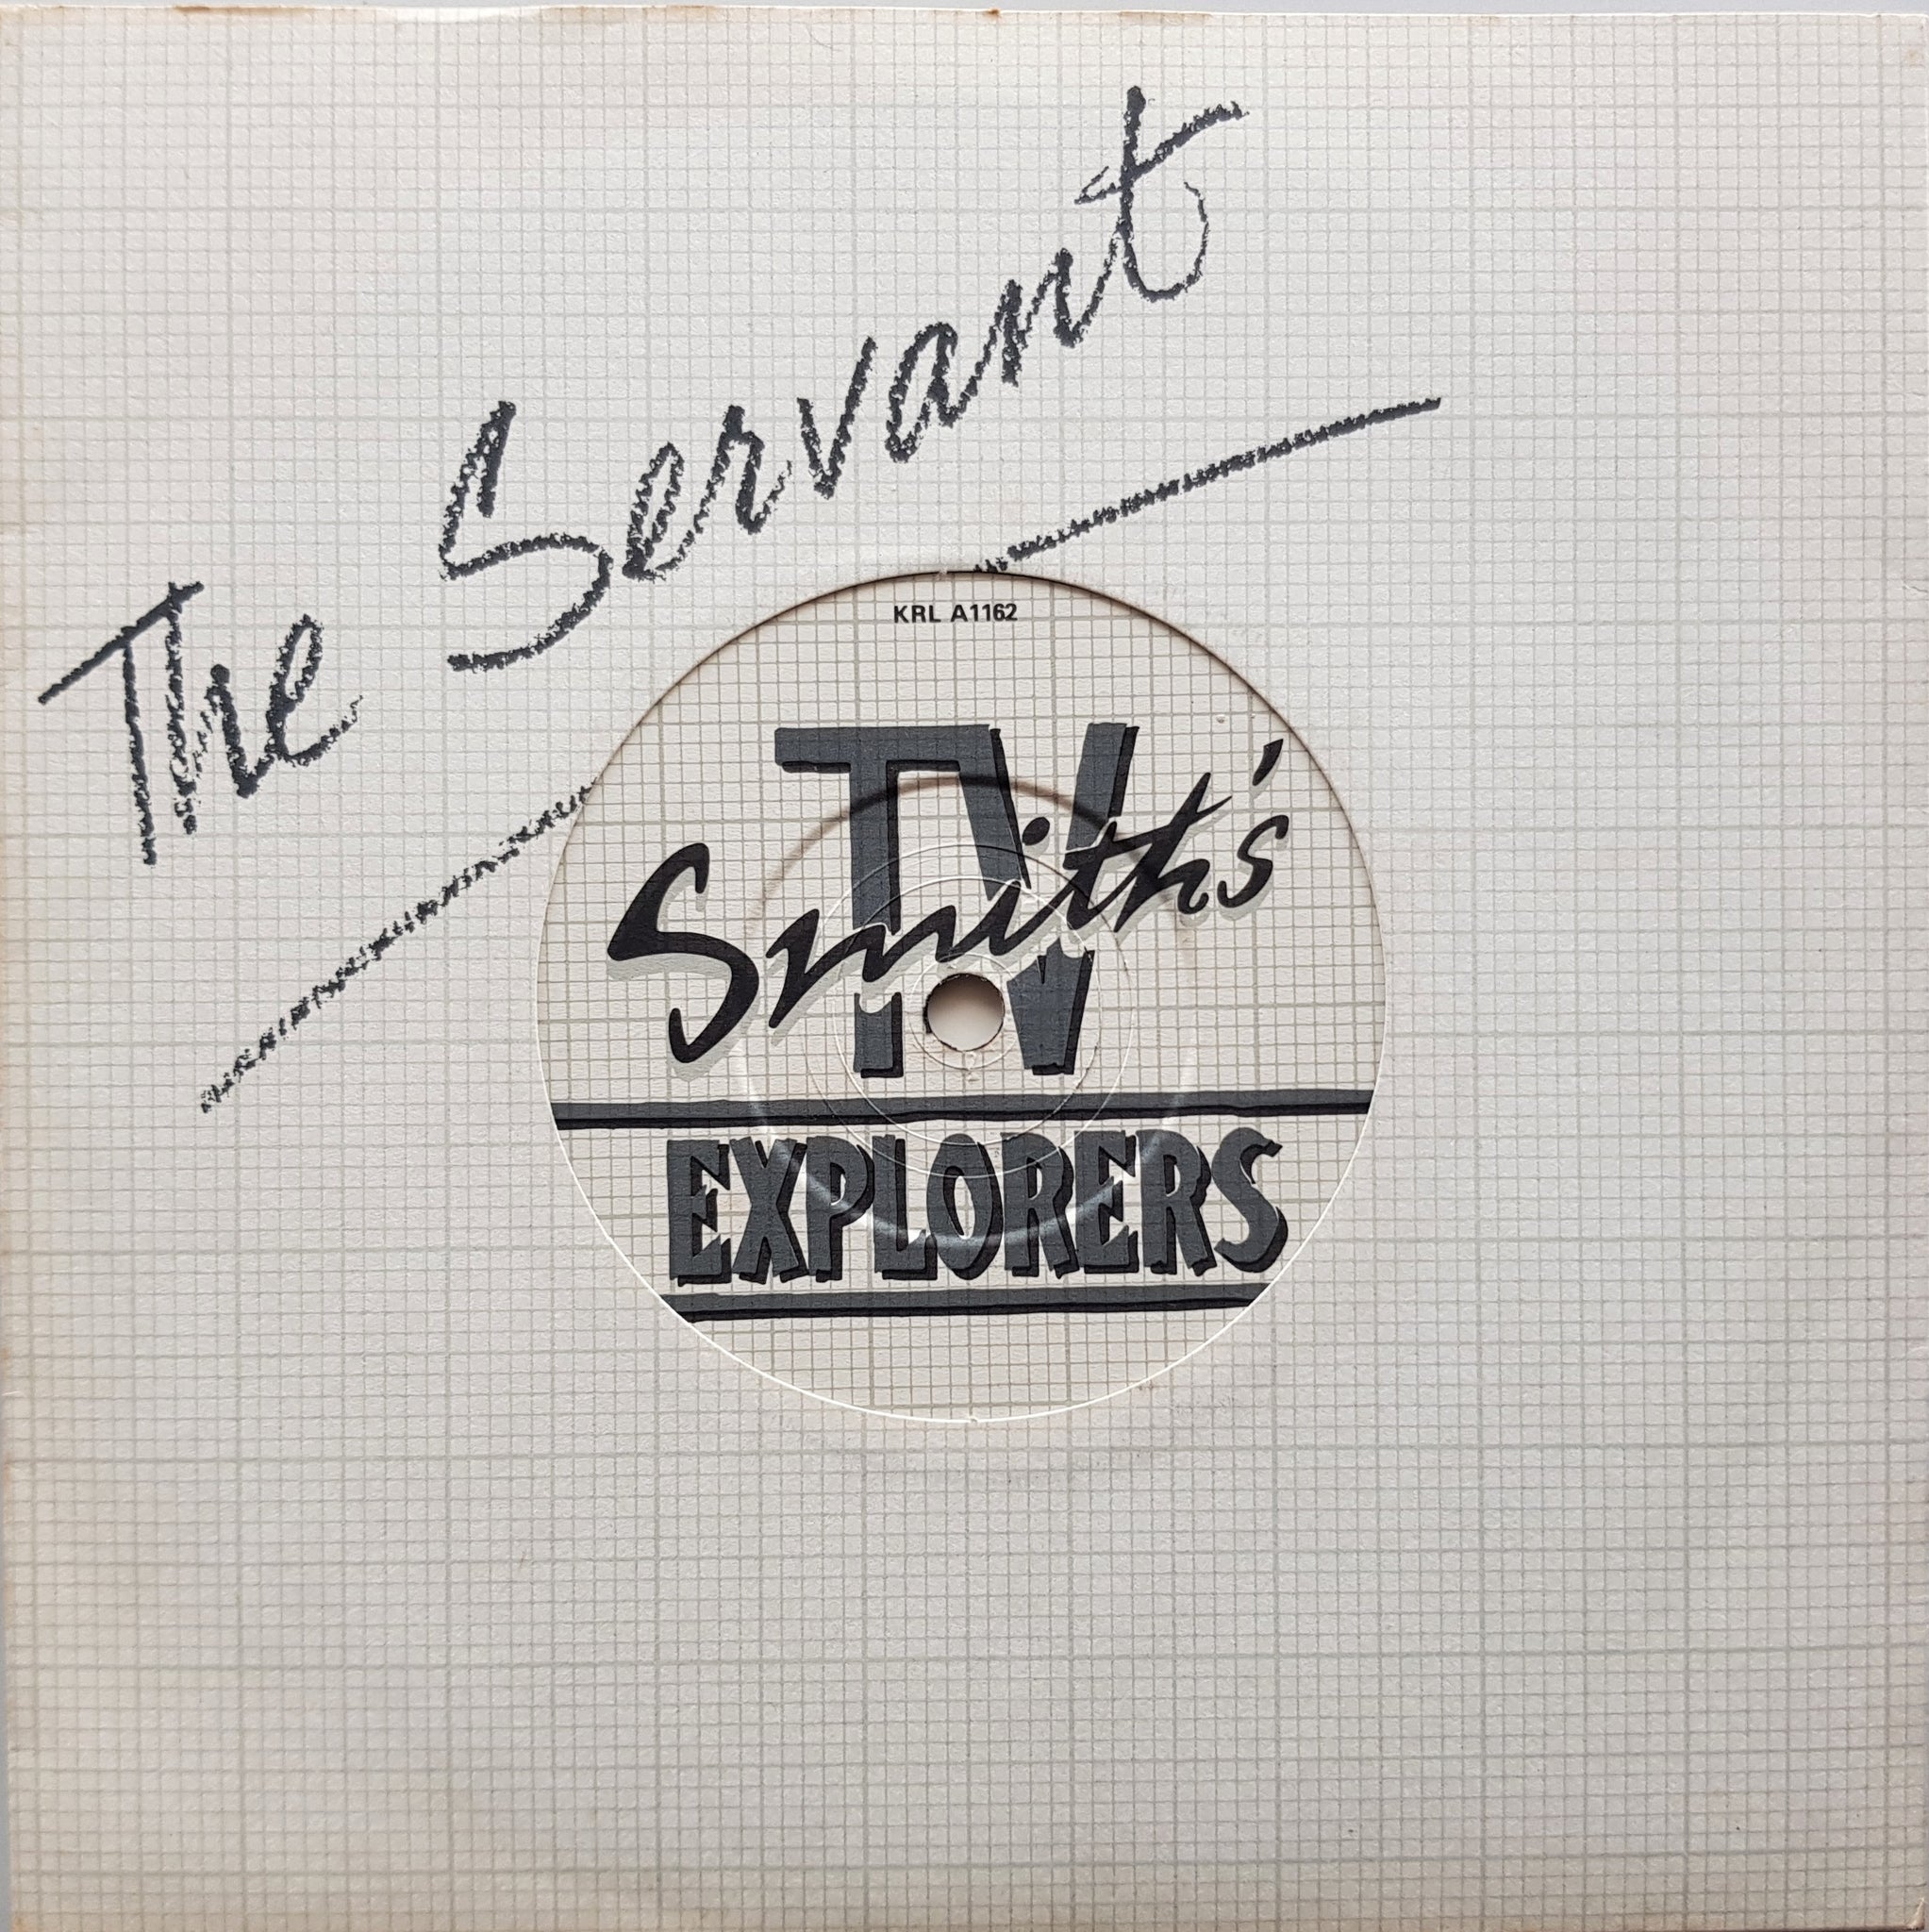 The Servant
KRL A1162
TV
Smith's
EXPLORERS